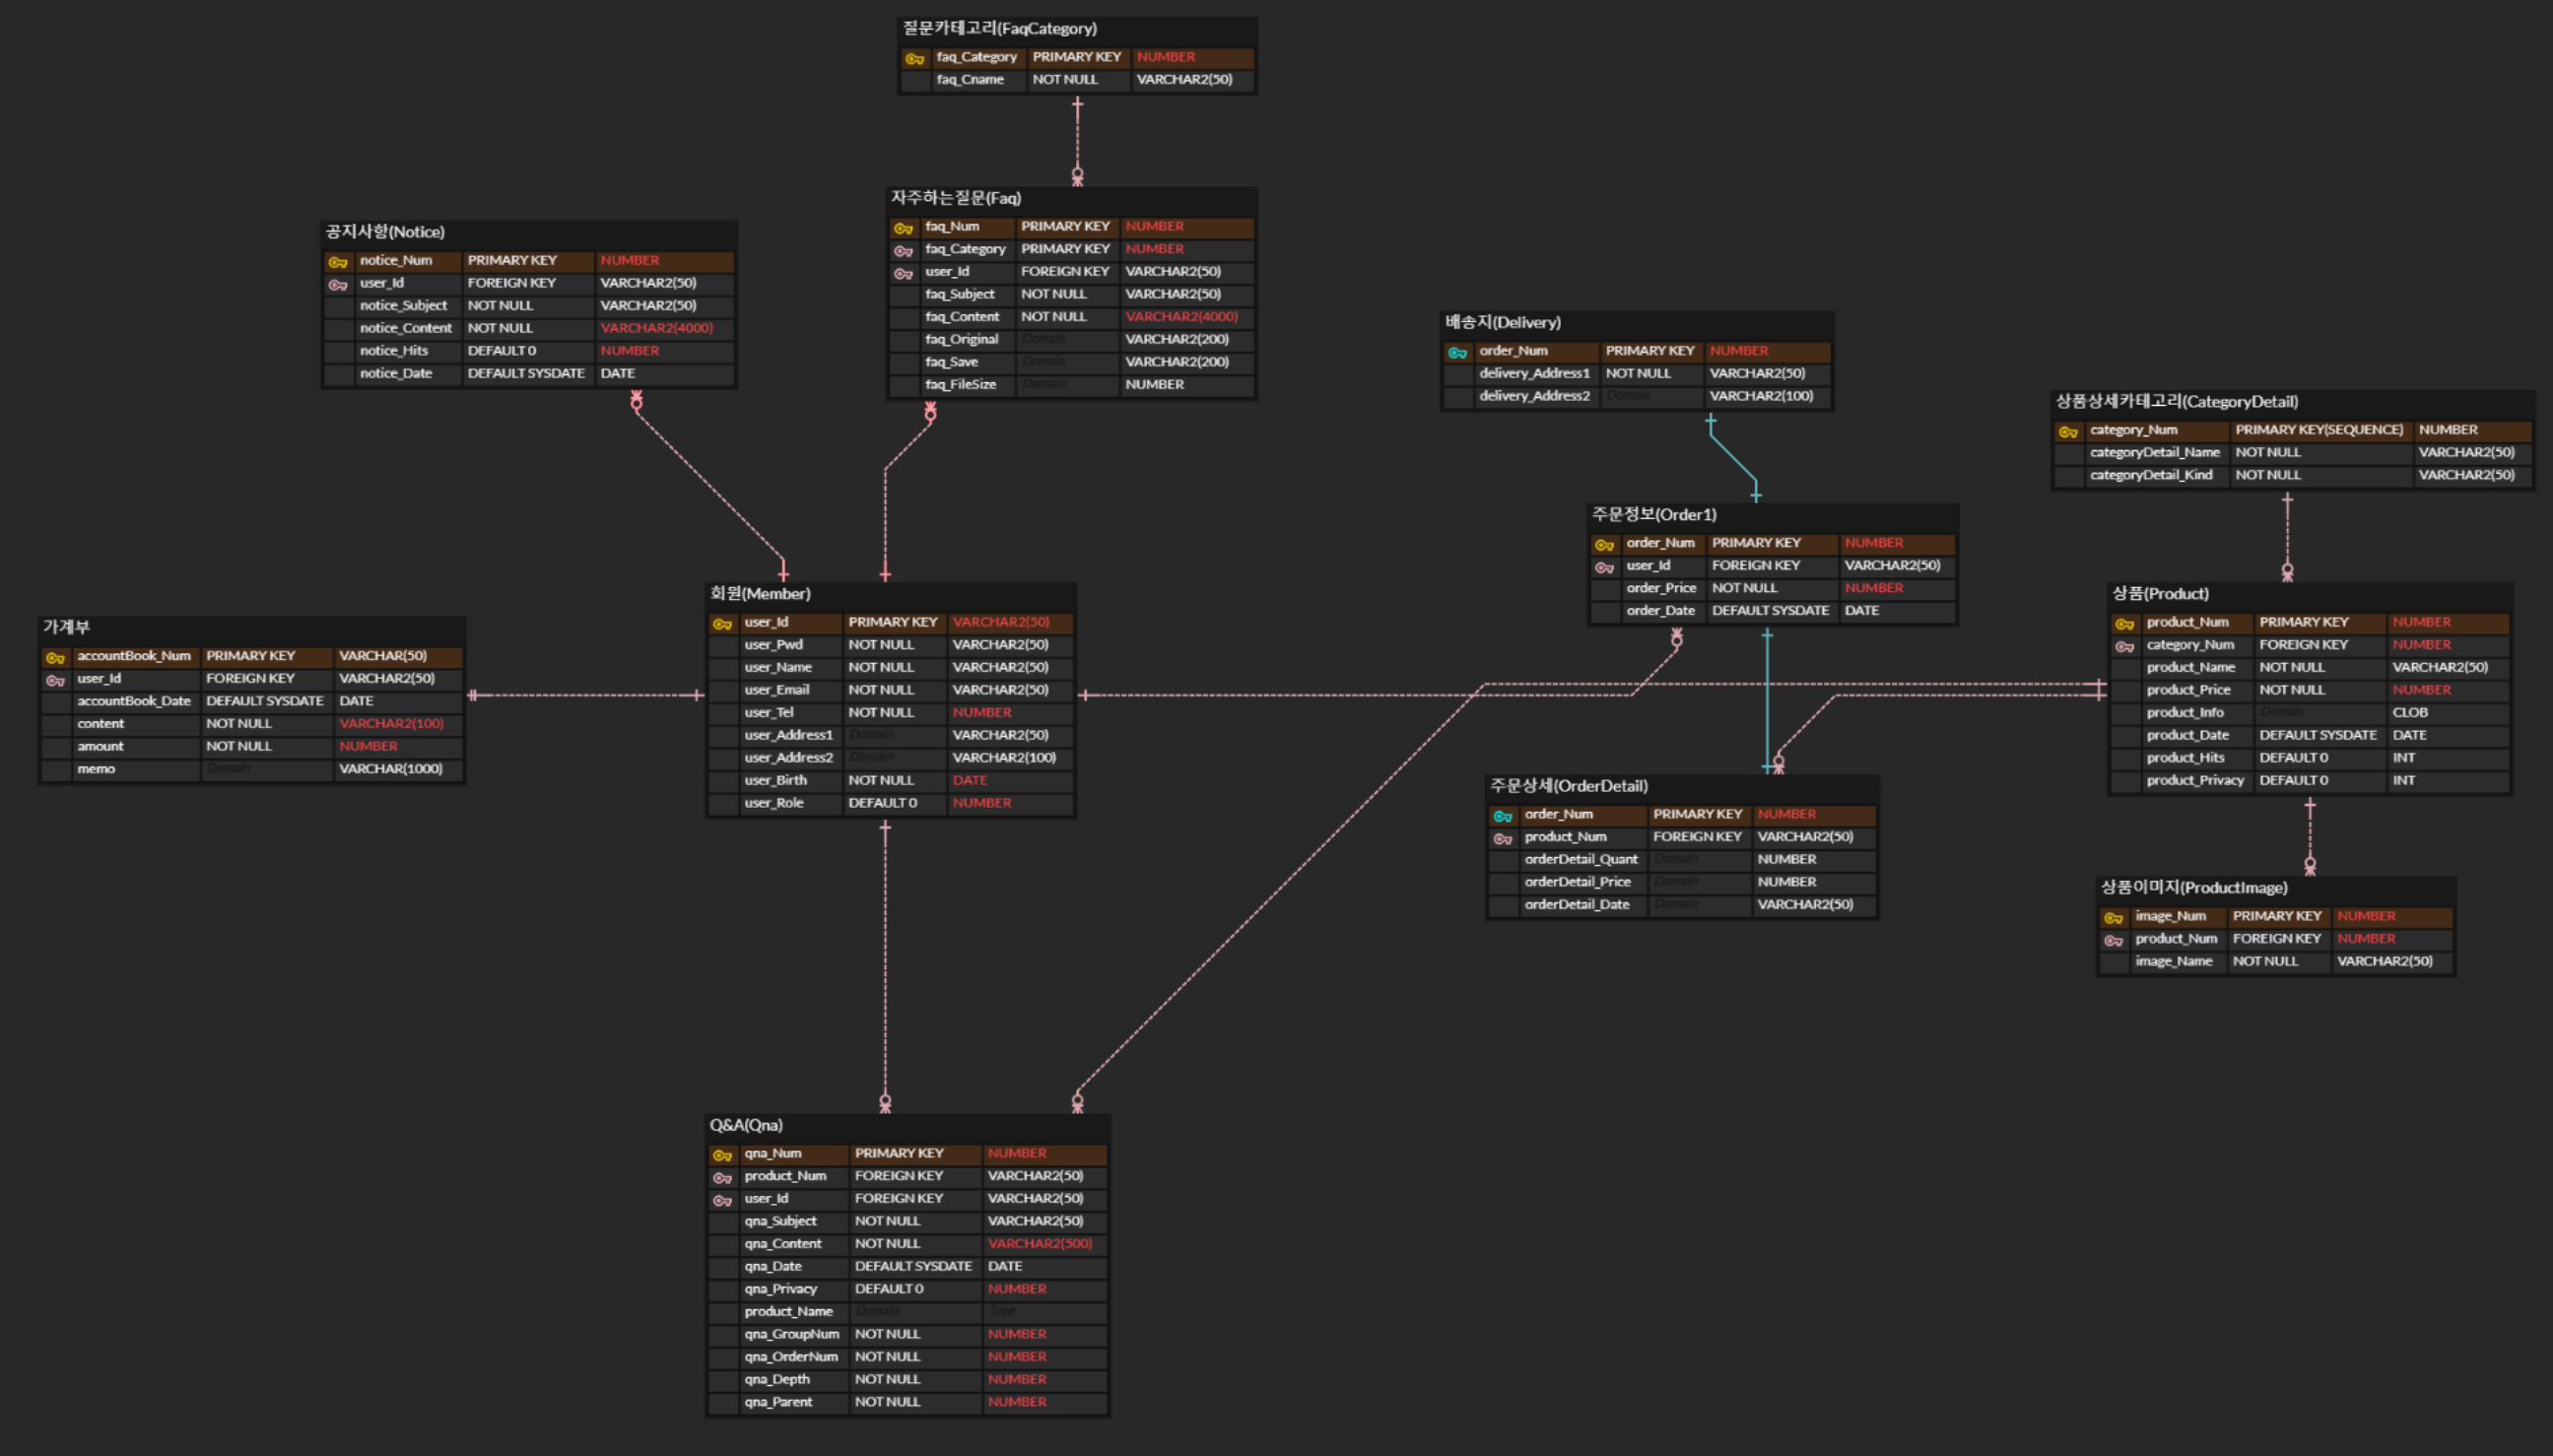 질문카테고리(FaqCategory)
faq_Category PRIMARY KEY NUMBER
faq_Cname NOT NULL VARCHAR2(50)
자주하는질문(Faq)
faq_Num PRIMARY KEY NUMBER
faq_Category PRIMARY KEY NUMBER
user_Id FOREIGN KEY VARCHAR2(50)
faq_Subject NOT NULL VARCHAR2(50)
faq_Content NOT NULL VARCHAR2(4000)
faq_Original Domain VARCHAR2(200)
faq_Save Domain VARCHAR2(200)
faq_FileSize Domain NUMBER
공지사항(Notice)
notice_Num PRIMARY KEY NUMBER
user_Id FOREIGN KEY VARCHAR2(50)
notice_Subject NOT NULL VARCHAR2(50)
notice_Content NOT NULL VARCHAR2(4000)
notice_Hits DEFAULT 0 NUMBER
notice_Date DEFAULT SYSDATE DATE
배송지(Delivery)
order_Num PRIMARY KEY NUMBER
delivery_Address1 NOT NULL VARCHAR2(50)
delivery_Address2 Domain VARCHAR2(100)
상품상세카테고리(CategoryDetail)
category_Num PRIMARY KEY(SEQUENCE) NUMBER
categoryDetail_Name NOT NULL VARCHAR2(50)
categoryDetail_Kind NOT NULL VARCHAR2(50)
주문정보(Order1)
order_Num PRIMARY KEY NUMBER
user_Id FOREIGN KEY VARCHAR2(50)
order_Price NOT NULL NUMBER
order_Date DEFAULT SYSDATE DATE
회원(Member)
user_Id PRIMARY KEY VARCHAR2(50)
user_Pwd NOT NULL VARCHAR2(50)
user_Name NOT NULL VARCHAR2(50)
user_Email NOT NULL VARCHAR2(50)
user_Tel NOT NULL NUMBER
user_Address1 Domain VARCHAR2(50)
user_Address2 Domain VARCHAR2(100)
user_Birth NOT NULL DATE
user_Role DEFAULT 0 NUMBER
가계부
accountBook_Num PRIMARY KEY VARCHAR(50)
user_Id FOREIGN KEY VARCHAR2(50)
accountBook_Date DEFAULT SYSDATE DATE
content NOT NULL VARCHAR2(100)
amount NOT NULL NUMBER
memo Domain VARCHAR(1000)
상품(Product)
product_Num PRIMARY KEY NUMBER
category_Num FOREIGN KEY NUMBER
product_Name NOT NULL VARCHAR2(50)
product_Price NOT NULL NUMBER
product_Info Domain CLOB
product_Date DEFAULT SYSDATE DATE
product_Hits DEFAULT 0 INT
product_Privacy DEFAULT 0 INT
주문상세(OrderDetail)
order_Num PRIMARY KEY NUMBER
product_Num FOREIGN KEY VARCHAR2(50)
orderDetail_Quant Domain NUMBER
orderDetail_Price Domain NUMBER
orderDetail_Date Domain VARCHAR2(50)
상품이미지(ProductImage)
image_Num PRIMARY KEY NUMBER
product_Num FOREIGN KEY NUMBER
image_Name NOT NULL VARCHAR2(50)
Q&A(Qna)
qna_Num PRIMARY KEY NUMBER
product_Num FOREIGN KEY VARCHAR2(50)
user_Id FOREIGN KEY VARCHAR2(50)
qna_Subject NOT NULL VARCHAR2(50)
qna_Content NOT NULL VARCHAR2(500)
qna_Date DEFAULT SYSDATE DATE
qna_Privacy DEFAULT 0 NUMBER
product_Name Domain Type
qna_GroupNum NOT NULL NUMBER
qna_OrderNum NOT NULL NUMBER
qna_Depth NOT NULL NUMBER
qna_Parent NOT NULL NUMBER